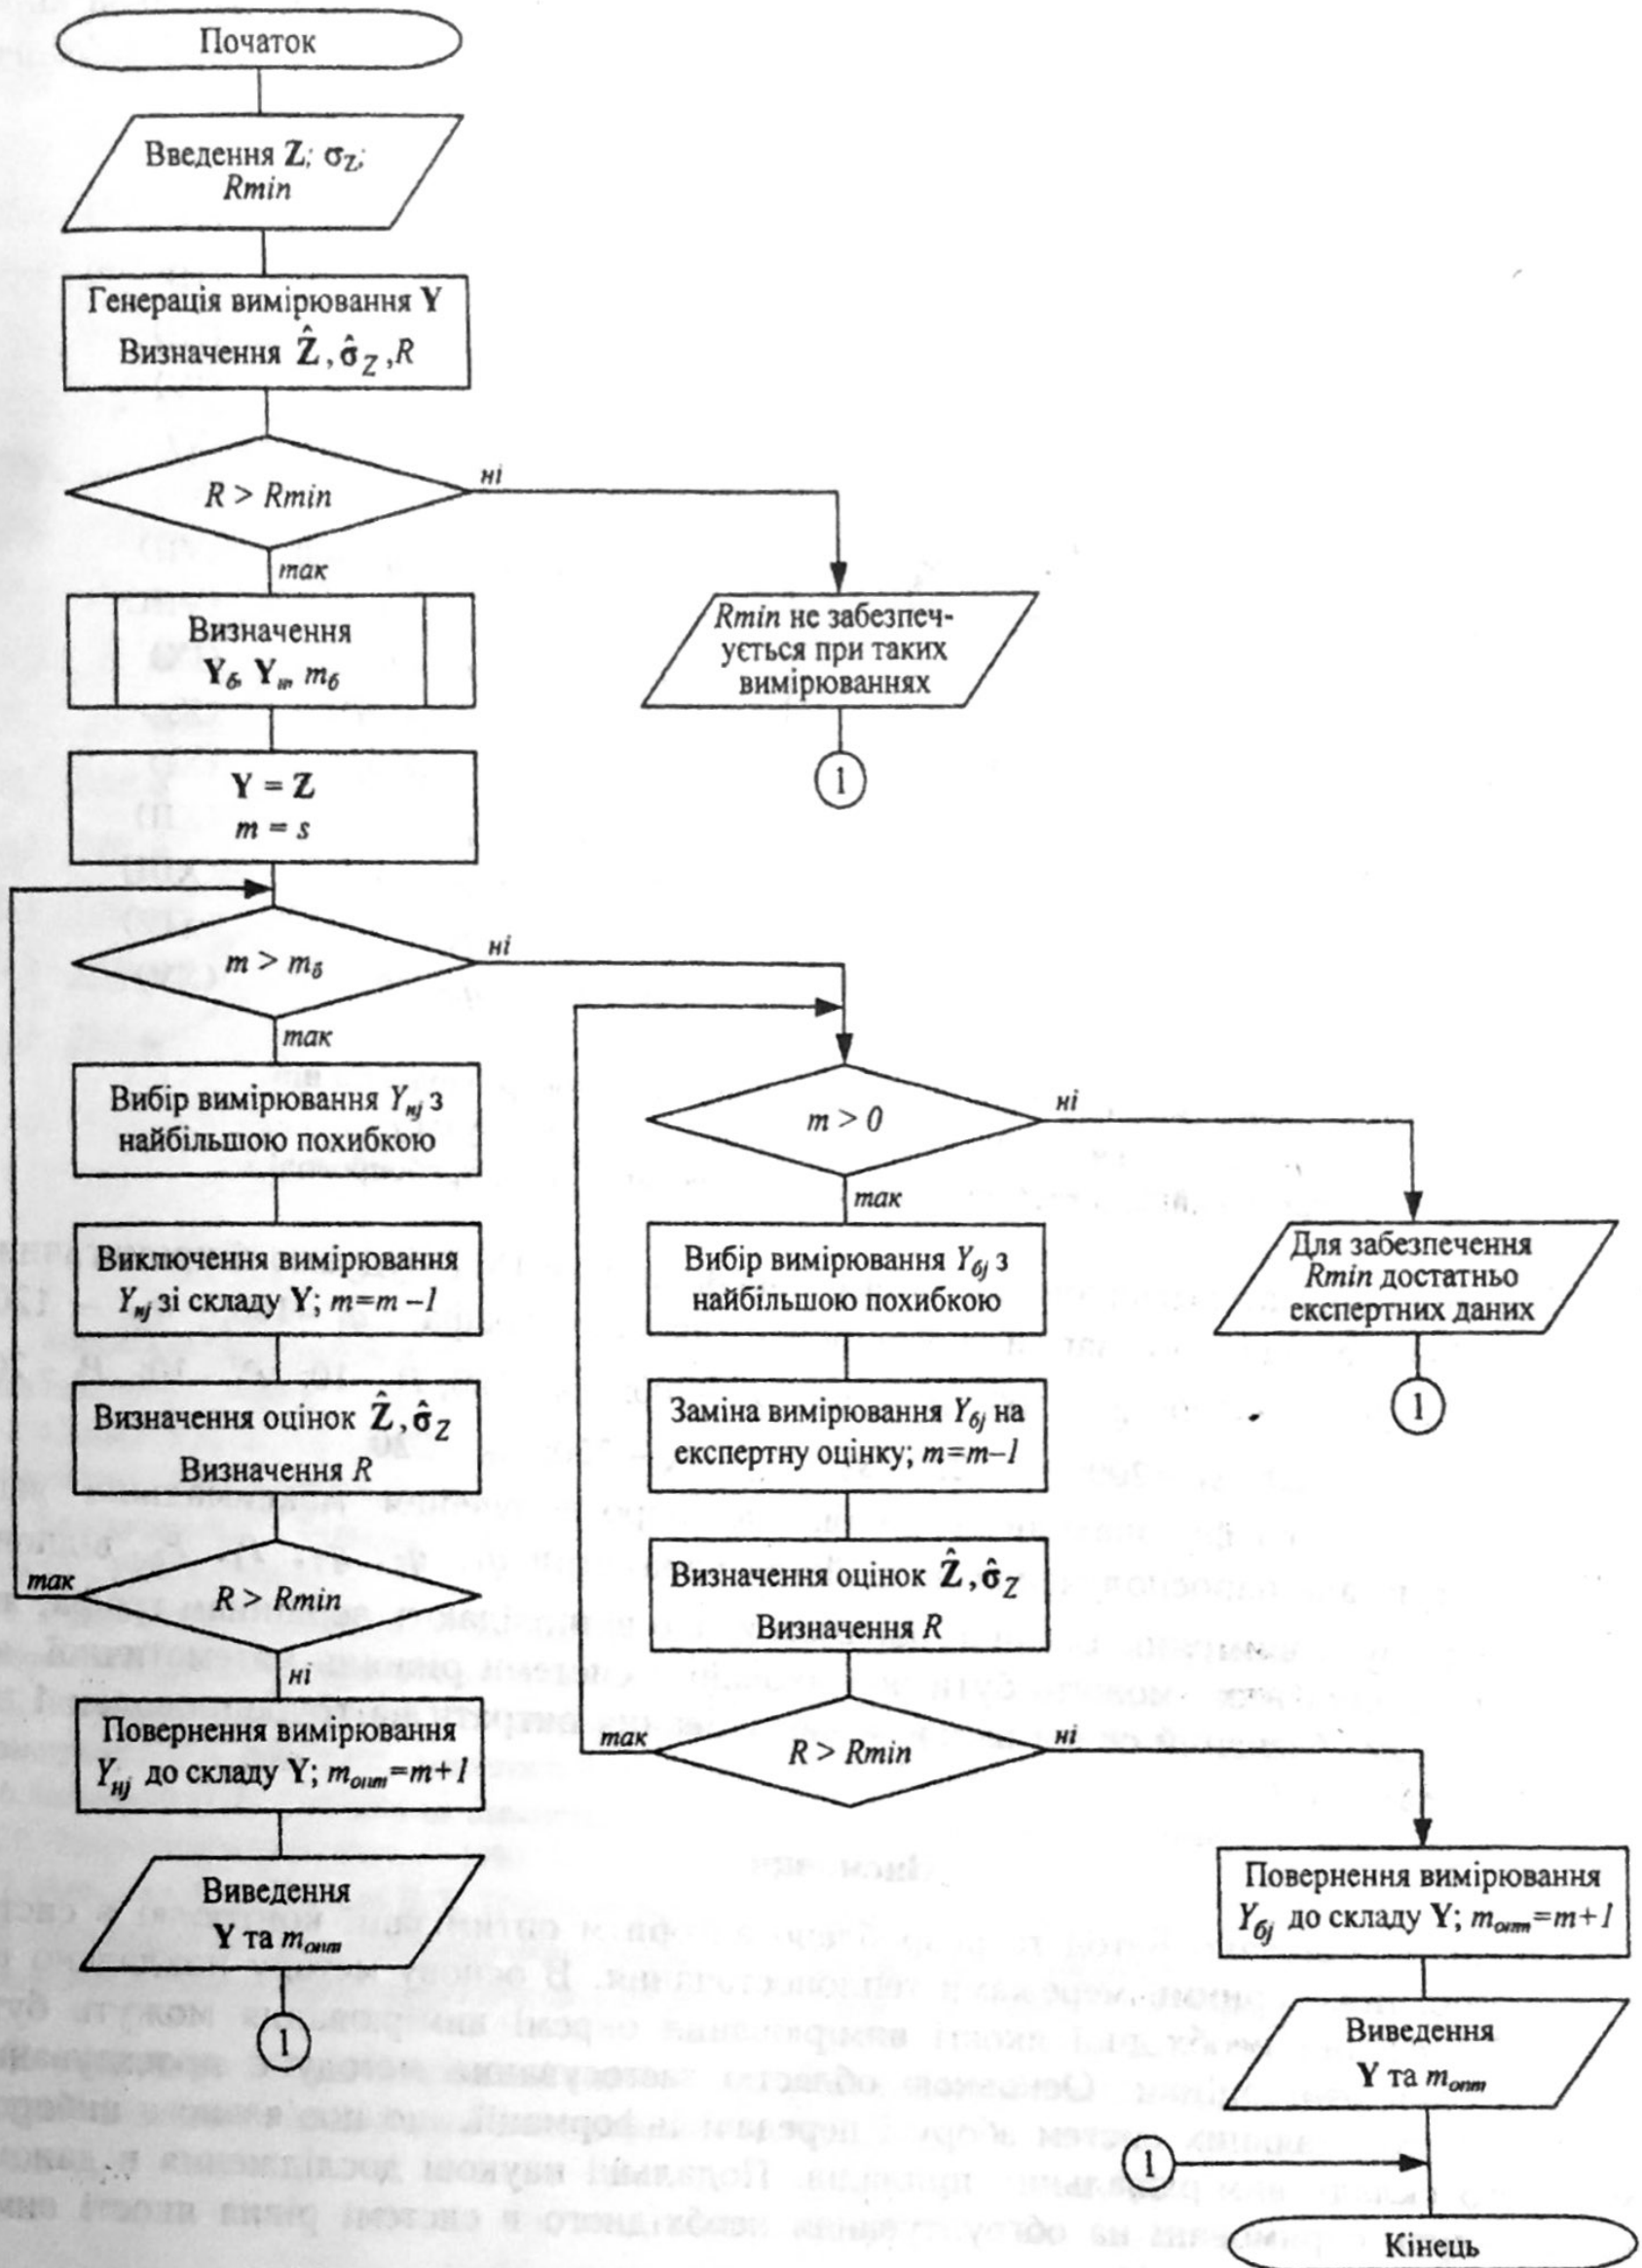 Початок
Введення Z; σZ;
Rmin
Генерація вимірювання Y
Визначення Ẑ, σ̂Z, R
R > Rmin
ні
так
Визначення
Yб, Yн, mб
Rmin не забезпеч-
ується при таких
вимірюваннях
1
Y = Z
m = s
m > mб
ні
так
Вибір вимірювання Yнj з
найбільшою похибкою
Виключення вимірювання
Yнj зі складу Y; m=m–1
Визначення оцінок Ẑ, σ̂Z
Визначення R
R > Rmin
так
ні
Повернення вимірювання
Yнj до складу Y; mопт=m+1
Виведення
Y та mопт
1
m > 0
ні
так
Вибір вимірювання Yбj з
найбільшою похибкою
Заміна вимірювання Yбj на
експертну оцінку; m=m–1
Визначення оцінок Ẑ, σ̂Z
Визначення R
R > Rmin
так
ні
Для забезпечення
Rmin достатньо
експертних даних
1
Повернення вимірювання
Yбj до складу Y; mопт=m+1
Виведення
Y та mопт
1
Кінець